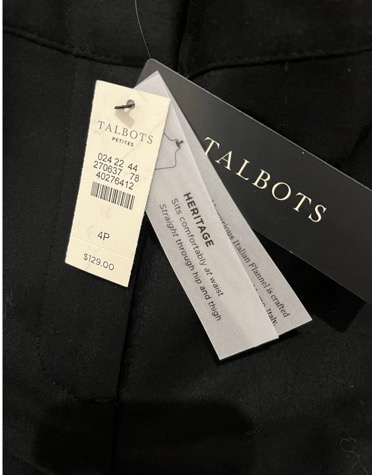 TALBOTS
PETITES
024 22 44
270637 78
40276412
4P
$129.00
HERITAGE
Sits comfortably at waist
Straight through hip and thigh
TALBOTS
Italian Flannel is crafted
Italy.